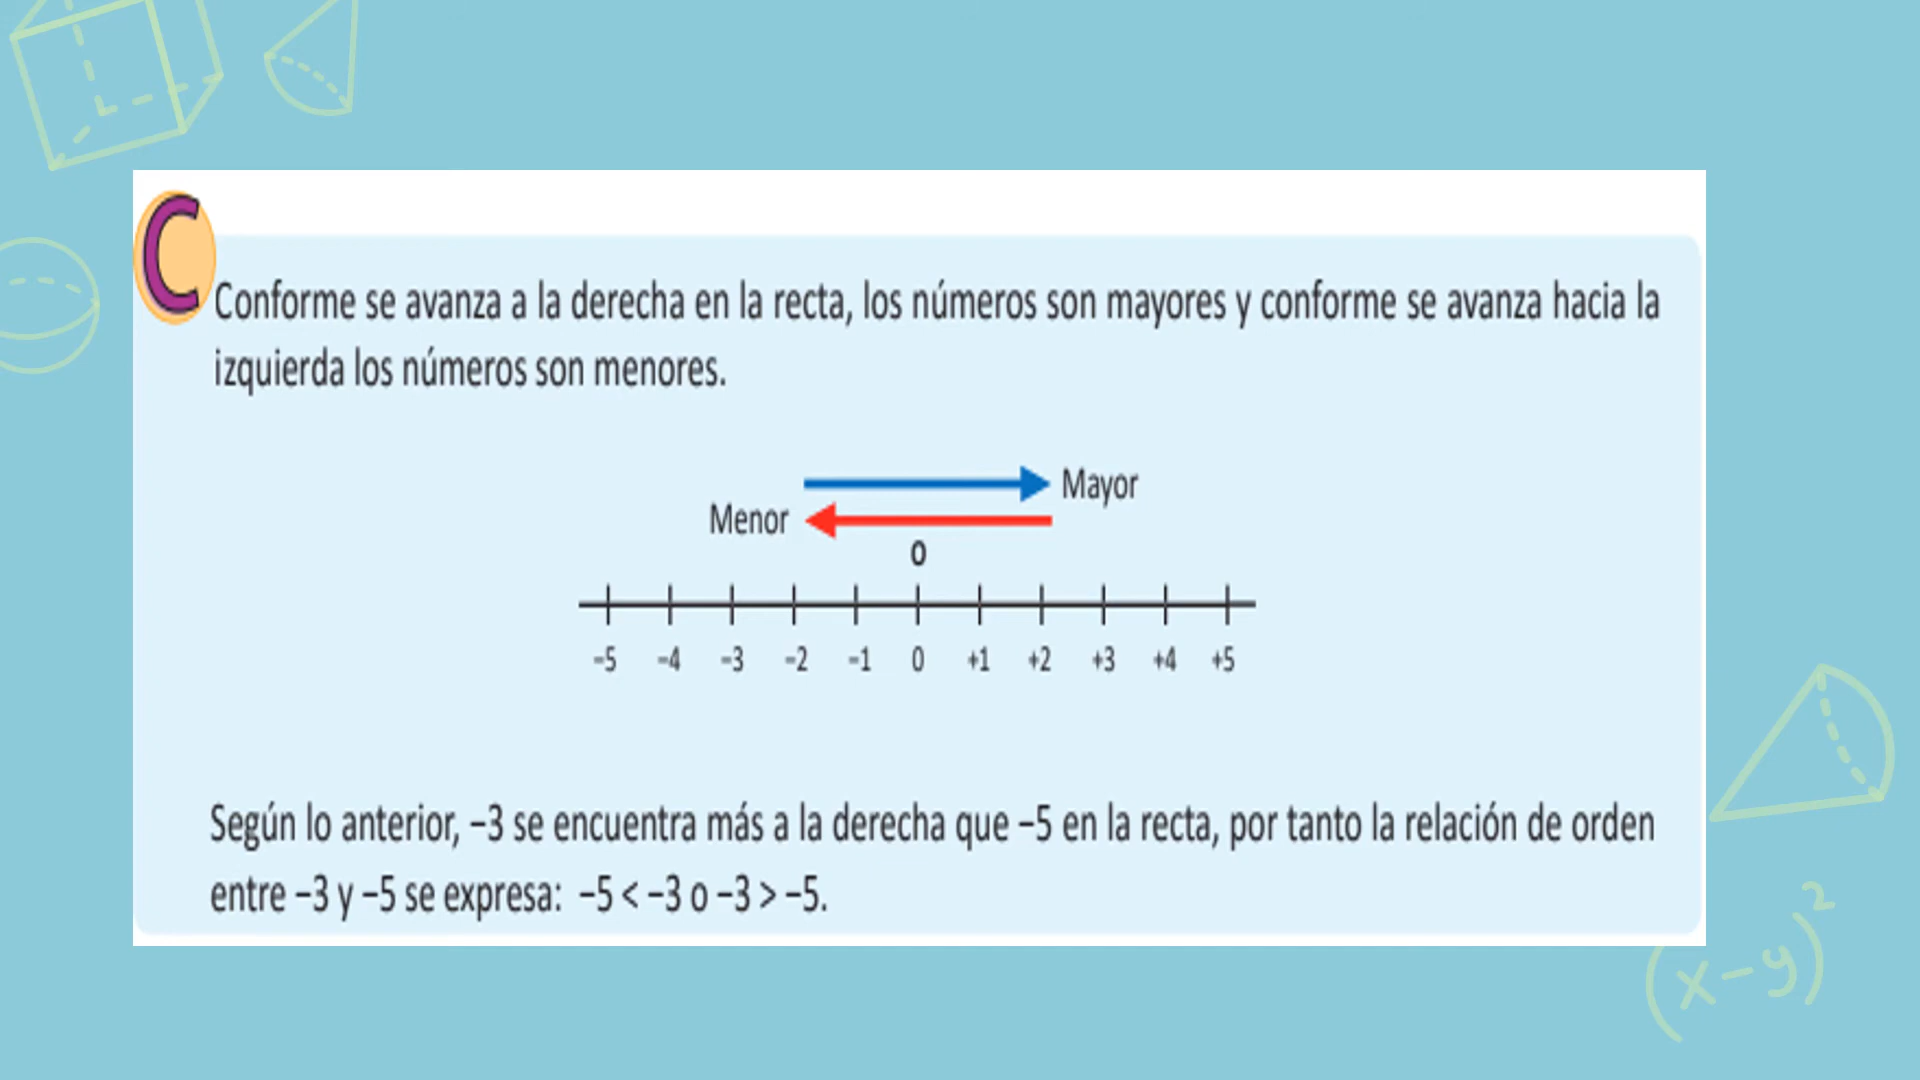 C
Conforme se avanza a la derecha en la recta, los números son mayores y conforme se avanza hacia la
izquierda los números son menores.
Mayor
Menor
0
−5 −4 −3 −2 −1 0 +1 +2 +3 +4 +5
Según lo anterior, −3 se encuentra más a la derecha que −5 en la recta, por tanto la relación de orden
entre −3 y −5 se expresa: −5 < −3 o −3 > −5.
(x-y)²